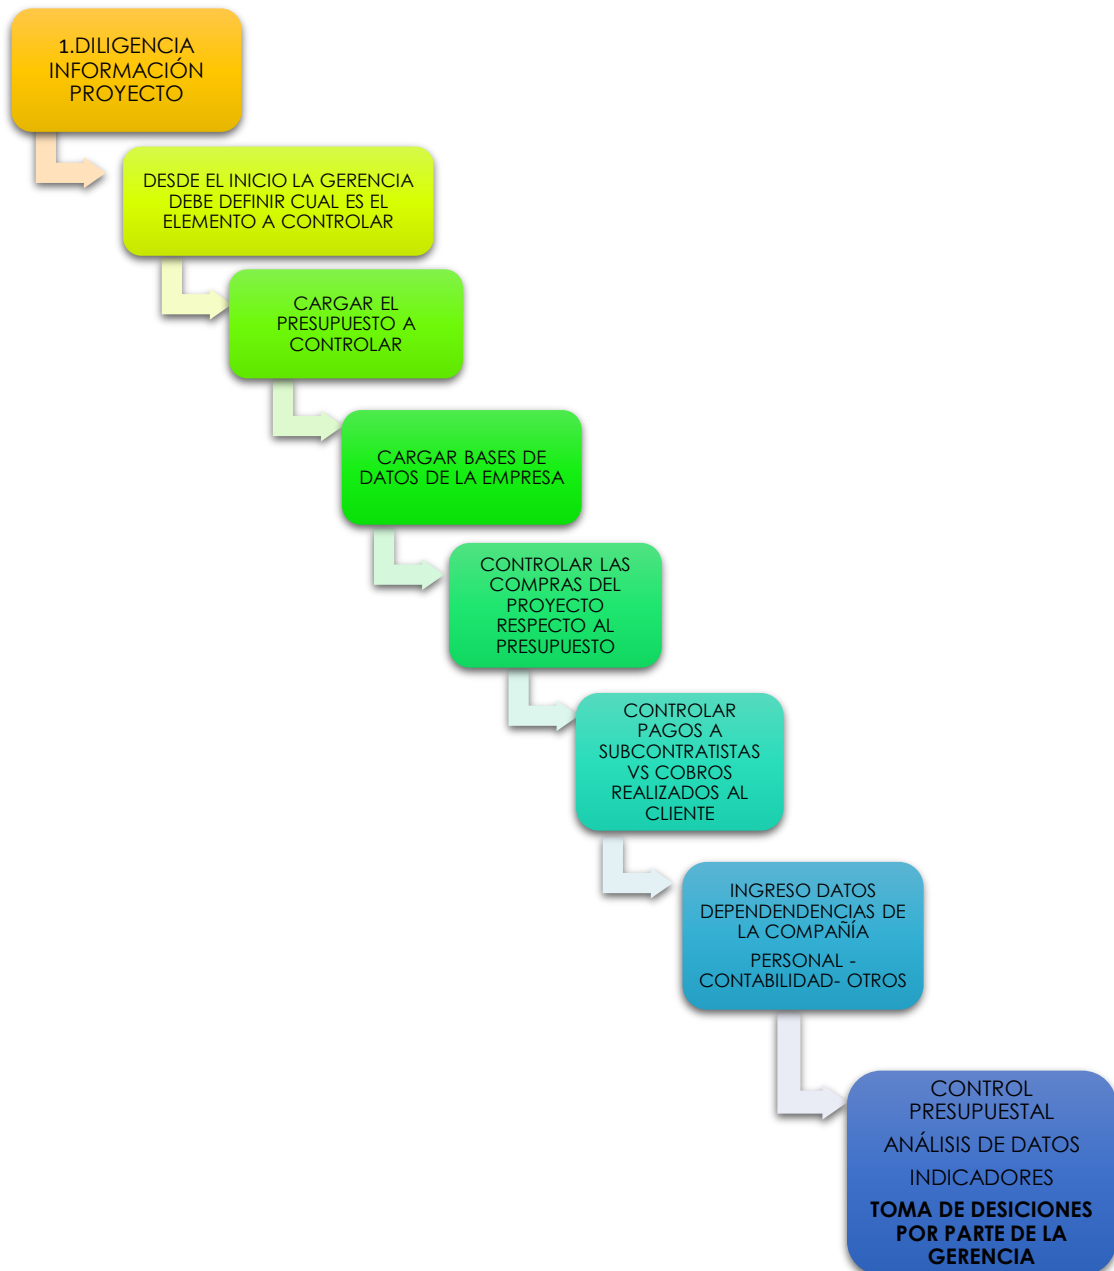 1.DILIGENCIA
INFORMACIÓN
PROYECTO
DESDE EL INICIO LA GERENCIA
DEBE DEFINIR CUAL ES EL
ELEMENTO A CONTROLAR
CARGAR EL
PRESUPUESTO A
CONTROLAR
CARGAR BASES DE
DATOS DE LA EMPRESA
CONTROLAR LAS
COMPRAS DEL
PROYECTO
RESPECTO AL
PRESUPUESTO
CONTROLAR
PAGOS A
SUBCONTRATISTAS
VS COBROS
REALIZADOS AL
CLIENTE
INGRESO DATOS
DEPENDENDENCIAS DE
LA COMPAÑÍA
PERSONAL -
CONTABILIDAD- OTROS
CONTROL
PRESUPUESTAL
ANÁLISIS DE DATOS
INDICADORES
TOMA DE DESICIONES
POR PARTE DE LA
GERENCIA